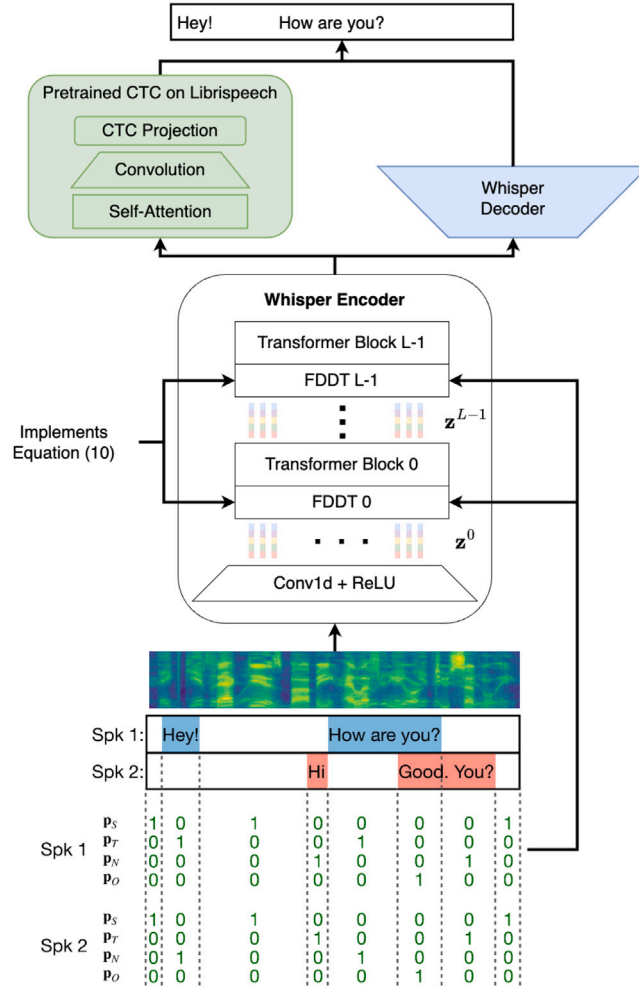 Hey! How are you?
Pretrained CTC on Librispeech
CTC Projection
Convolution
Self-Attention
Whisper
Decoder
Whisper Encoder
Transformer Block L-1
FDDT L-1
z^{L-1}
Implements
Equation (10)
Transformer Block 0
FDDT 0
z^0
Conv1d + ReLU
Spk 1: Hey! How are you?
Spk 2: Hi Good. You?
Spk 1
p_S 1 0 1 0 0 0 0 1
p_T 0 1 0 0 1 0 0 0
p_N 0 0 0 1 0 0 1 0
p_O 0 0 0 0 0 1 0 0
Spk 2
p_S 1 0 1 0 0 0 0 1
p_T 0 0 0 1 0 0 1 0
p_N 0 1 0 0 1 0 0 0
p_O 0 0 0 0 0 1 0 0